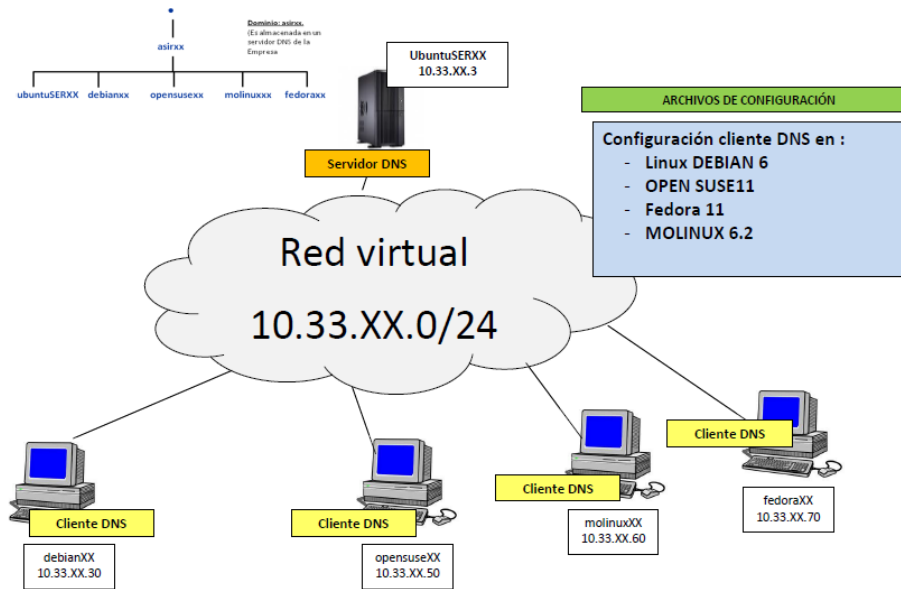 Dominio: asirxx.
(Es almacenada en un
servidor DNS de la
Empresa
asirxx
ubuntuSERXX debianxx opensusexx molinuxxx fedoraxx
UbuntuSERXX
10.33.XX.3
Servidor DNS
ARCHIVOS DE CONFIGURACIÓN
Configuración cliente DNS en :
- Linux DEBIAN 6
- OPEN SUSE11
- Fedora 11
- MOLINUX 6.2
Red virtual
10.33.XX.0/24
Cliente DNS
debianXX
10.33.XX.30
Cliente DNS
opensuseXX
10.33.XX.50
Cliente DNS
molinuxXX
10.33.XX.60
Cliente DNS
fedoraXX
10.33.XX.70